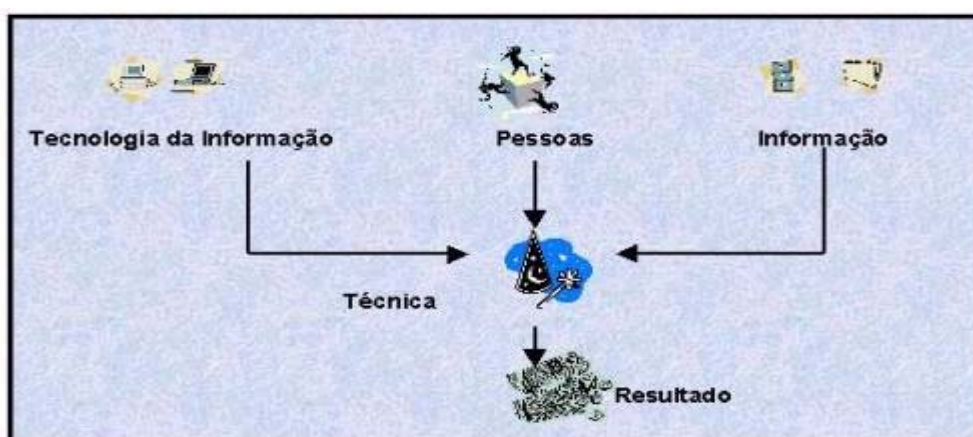 Tecnologia da Informação
Pessoas
Informação
Técnica
Resultado